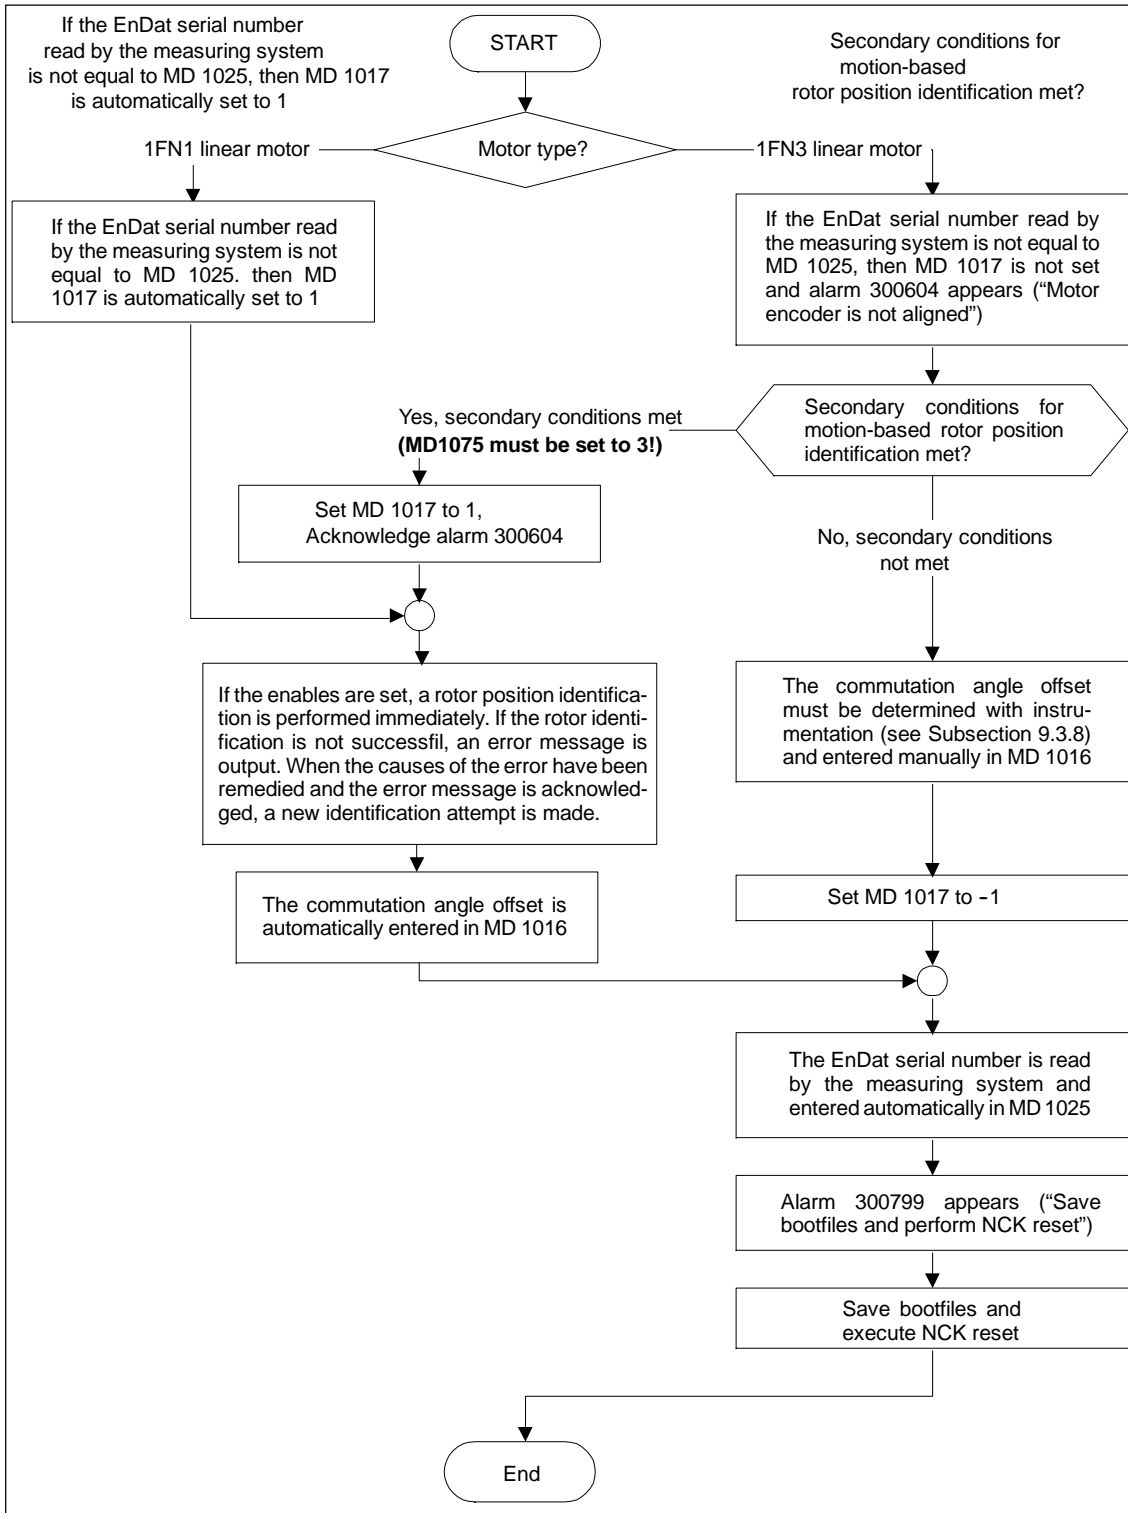 If the EnDat serial number
read by the measuring system
is not equal to MD 1025, then MD 1017
is automatically set to 1
START
Secondary conditions for
motion-based
rotor position identification met?
1FN1 linear motor
Motor type?
1FN3 linear motor
If the EnDat serial number read
by the measuring system is not
equal to MD 1025. then MD
1017 is automatically set to 1
If the EnDat serial number read by
the measuring system is not equal to
MD 1025, then MD 1017 is not set
and alarm 300604 appears (“Motor
encoder is not aligned”)
Yes, secondary conditions met
(MD1075 must be set to 3!)
Secondary conditions for
motion-based rotor position
identification met?
Set MD 1017 to 1,
Acknowledge alarm 300604
No, secondary conditions
not met
If the enables are set, a rotor position identifica-
tion is performed immediately. If the rotor identi-
fication is not successfil, an error message is
output. When the causes of the error have been
remedied and the error message is acknowled-
ged, a new identification attempt is made.
The commutation angle offset
must be determined with instru-
mentation (see Subsection 9.3.8)
and entered manually in MD 1016
The commutation angle offset is
automatically entered in MD 1016
Set MD 1017 to -1
The EnDat serial number is read
by the measuring system and
entered automatically in MD 1025
Alarm 300799 appears (“Save
bootfiles and perform NCK reset”)
Save bootfiles and
execute NCK reset
End